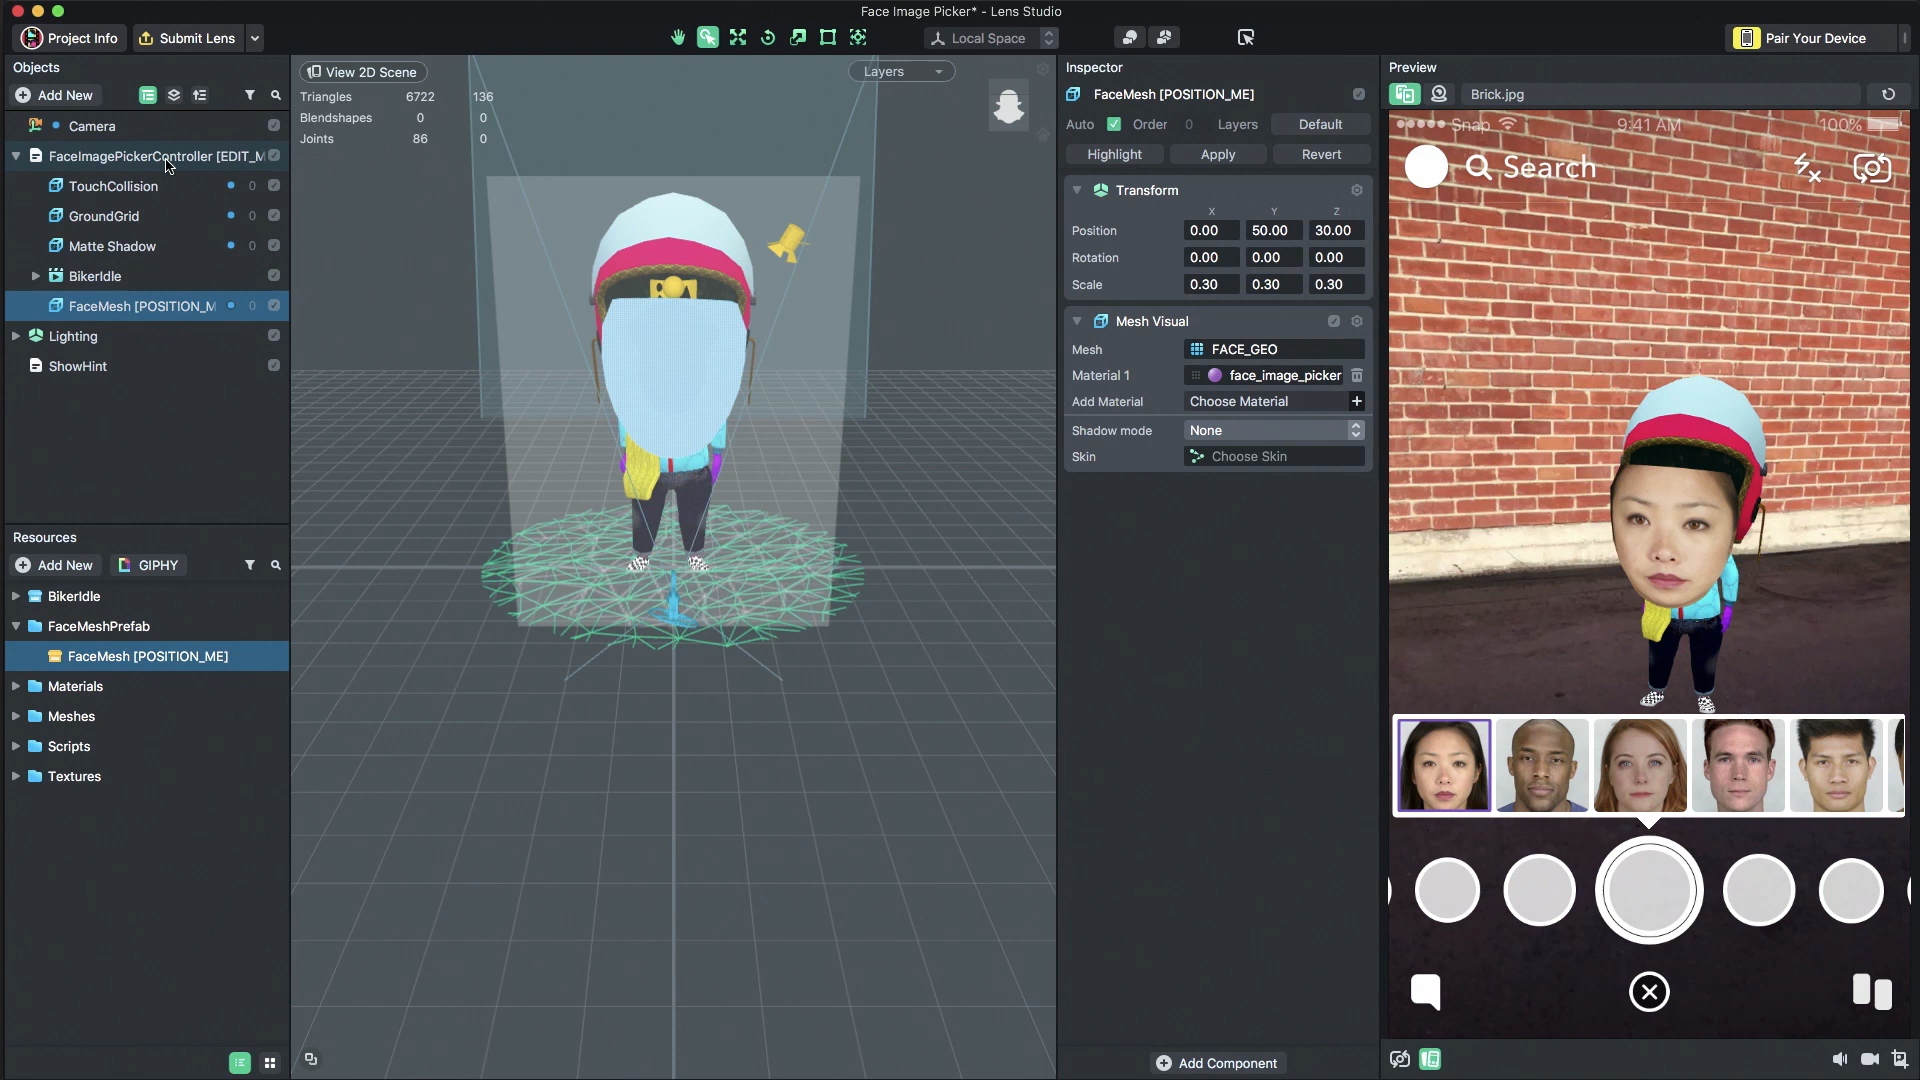 Face Image Picker* - Lens Studio
Project Info
Submit Lens
Local Space
Pair Your Device
Objects
Add New
Camera
FaceImagePickerController [EDIT_M
TouchCollision 0
GroundGrid 0
Matte Shadow 0
BikerIdle
FaceMesh [POSITION_M 0
Lighting
ShowHint
Resources
Add New
GIPHY
BikerIdle
FaceMeshPrefab
FaceMesh [POSITION_ME]
Materials
Meshes
Scripts
Textures
View 2D Scene
Layers
Triangles 6722 136
Blendshapes 0 0
Joints 86 0
Inspector
FaceMesh [POSITION_ME]
Auto Order 0 Layers Default
Highlight Apply Revert
Transform
X Y Z
Position 0.00 50.00 30.00
Rotation 0.00 0.00 0.00
Scale 0.30 0.30 0.30
Mesh Visual
Mesh FACE_GEO
Material 1 face_image_picker
Add Material Choose Material +
Shadow mode None
Skin Choose Skin
Add Component
Preview
Brick.jpg
Snap 9:41 AM 100%
Search